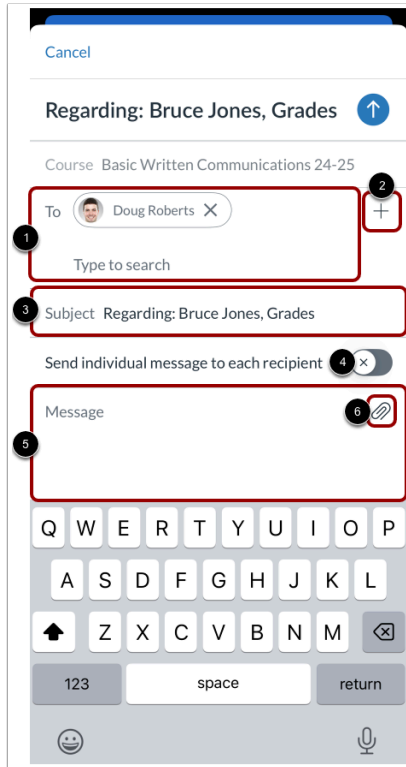 Cancel
Regarding: Bruce Jones, Grades
Course Basic Written Communications 24-25
2
To Doug Roberts
1
Type to search
3 Subject Regarding: Bruce Jones, Grades
Send individual message to each recipient 4
Message 6
5
Q W E R T Y U I O P
A S D F G H J K L
Z X C V B N M
123 space return